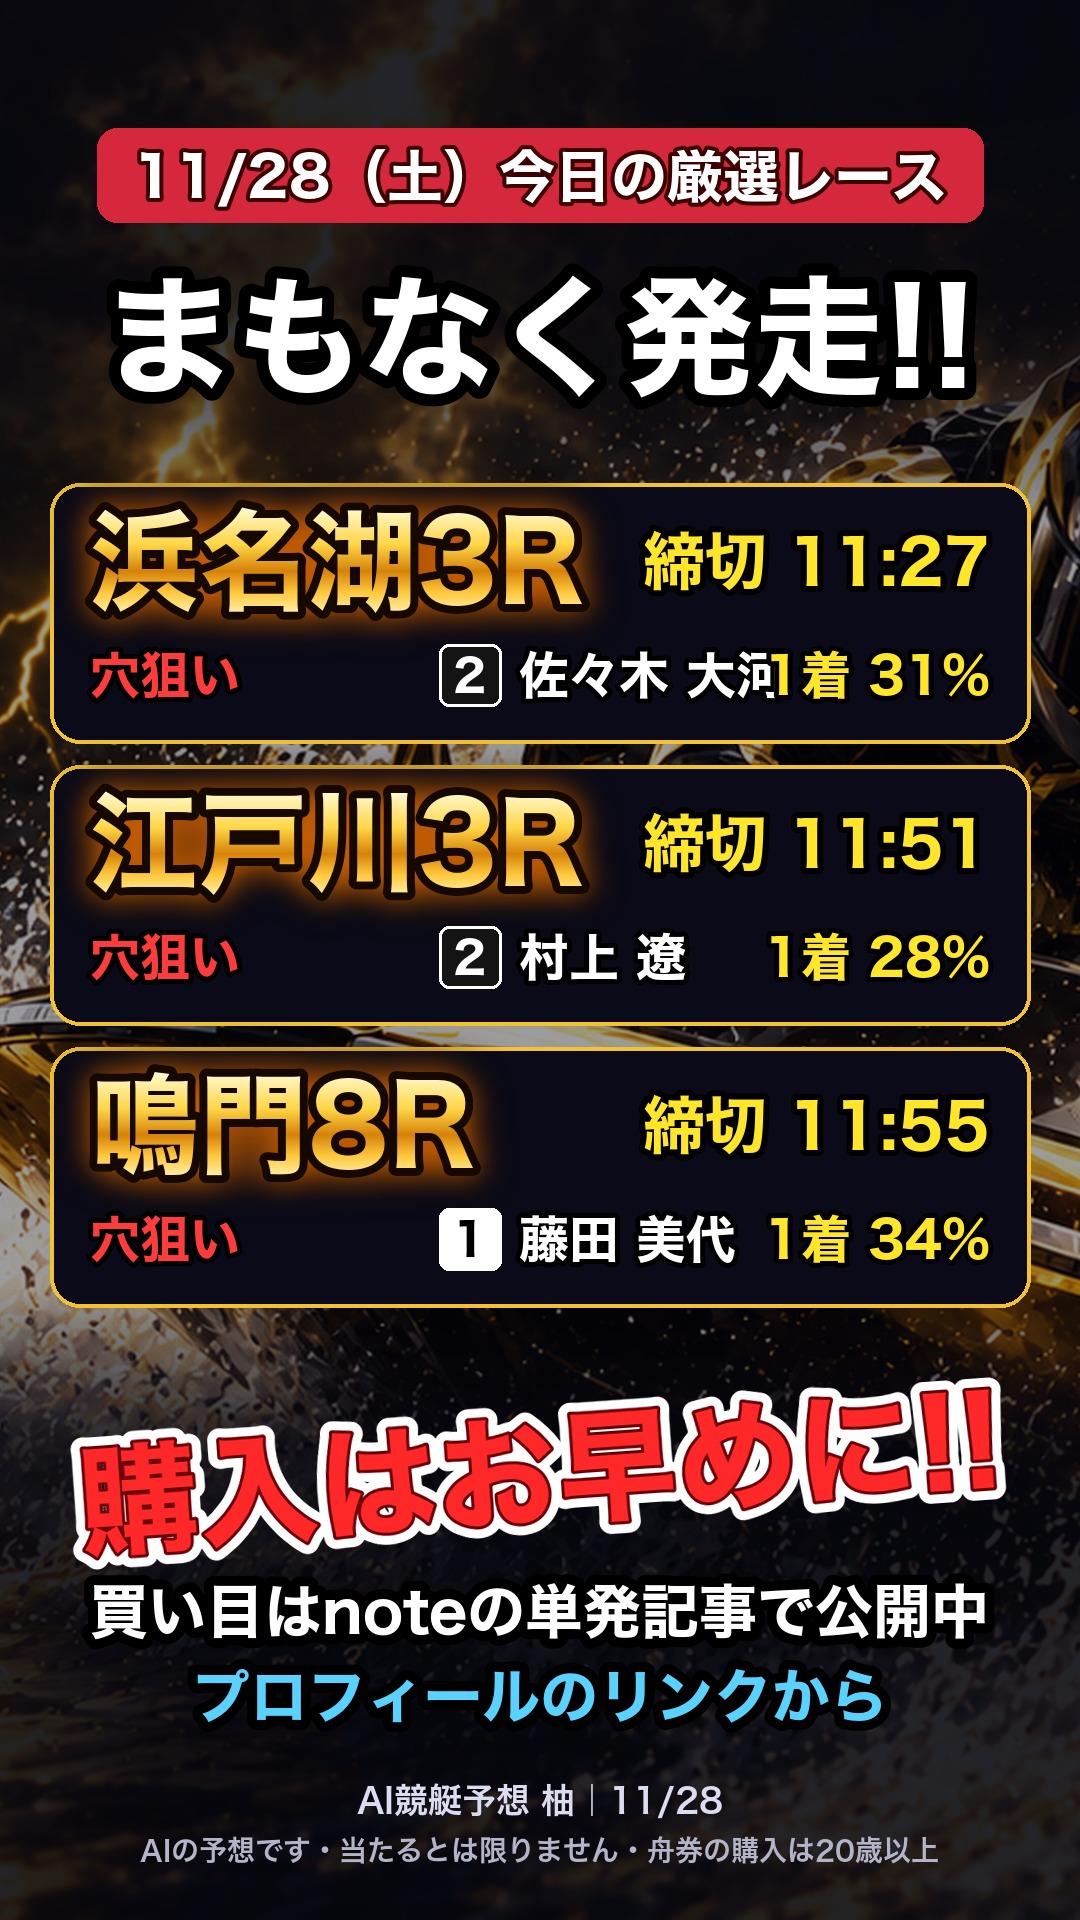 11/28（土）今日の厳選レース
まもなく発走!!
浜名湖3R 締切 11:27
穴狙い 2 佐々木 大河 1着 31%
江戸川3R 締切 11:51
穴狙い 2 村上 遼 1着 28%
鳴門8R 締切 11:55
穴狙い 1 藤田 美代 1着 34%
購入はお早めに!!
買い目はnoteの単発記事で公開中
プロフィールのリンクから
AI競艇予想 柚｜11/28
AIの予想です・当たるとは限りません・舟券の購入は20歳以上